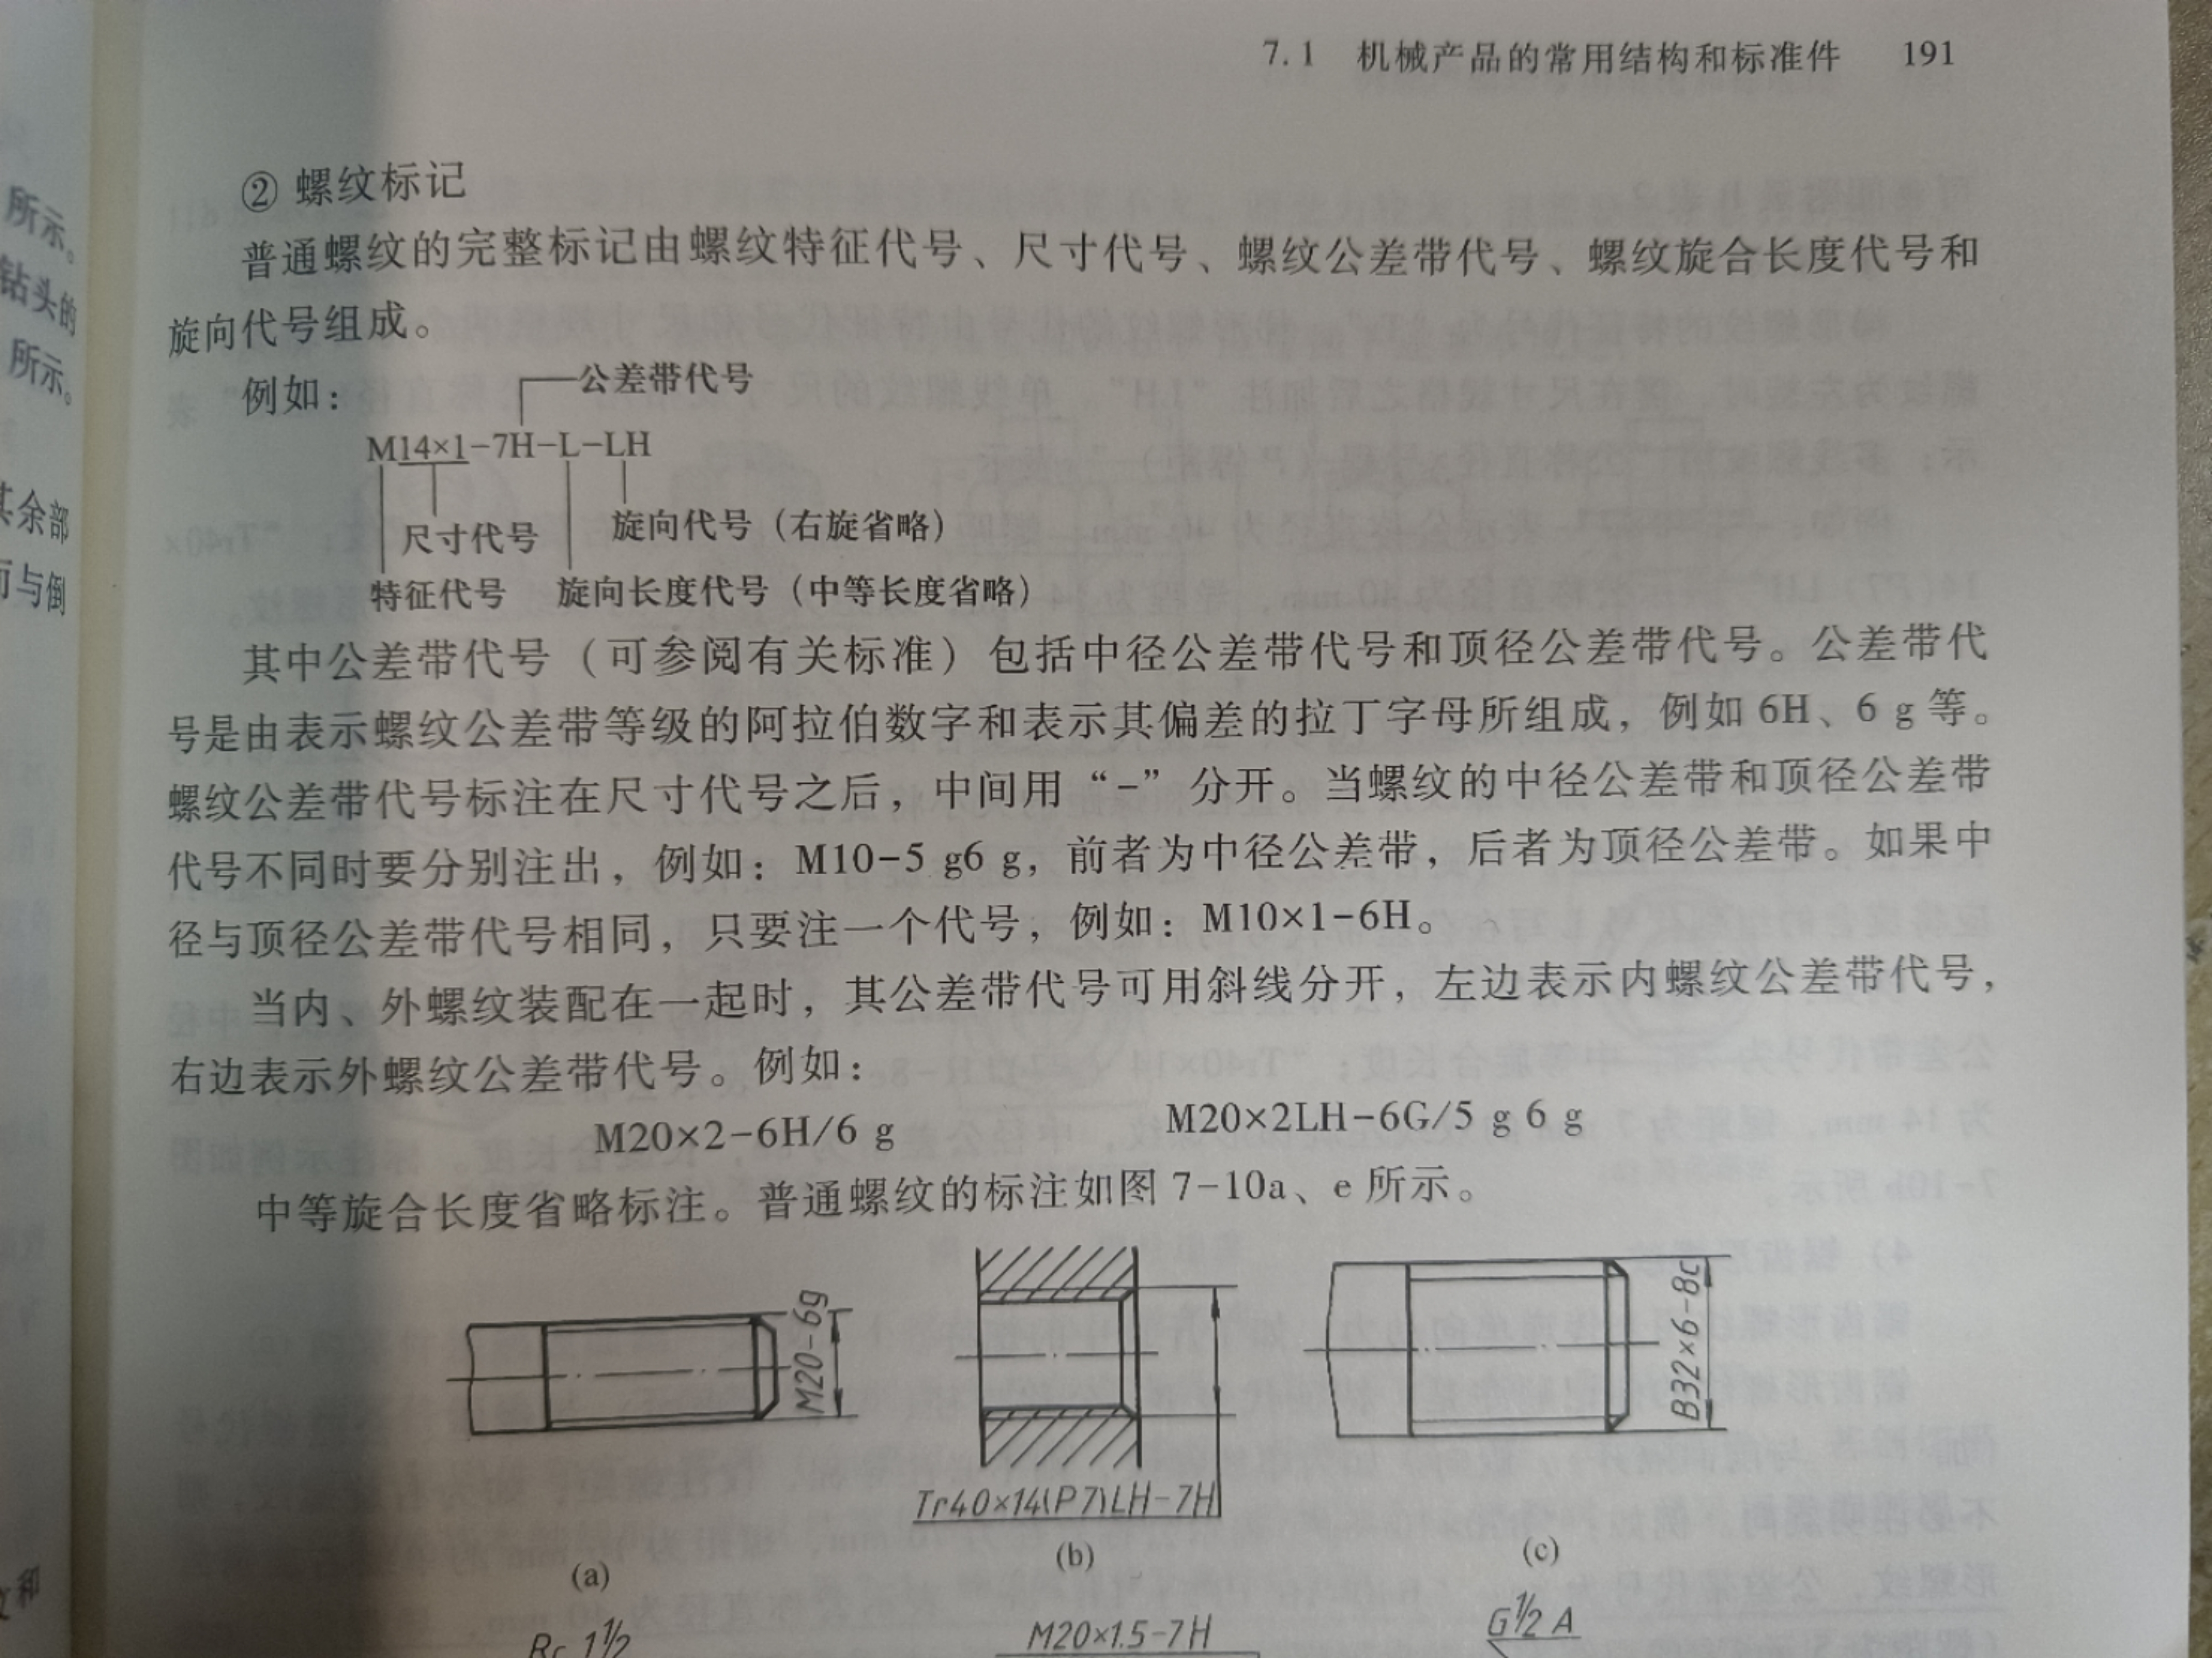 7.1 机械产品的常用结构和标准件 191
② 螺纹标记
普通螺纹的完整标记由螺纹特征代号、尺寸代号、螺纹公差带代号、螺纹旋合长度代号和
旋向代号组成。
例如：
公差带代号
M14×1-7H-L-LH
旋向代号（右旋省略）
尺寸代号
特征代号 旋向长度代号（中等长度省略）
其中公差带代号（可参阅有关标准）包括中径公差带代号和顶径公差带代号。公差带代
号是由表示螺纹公差带等级的阿拉伯数字和表示其偏差的拉丁字母所组成，例如 6H、6 g 等。
螺纹公差带代号标注在尺寸代号之后，中间用“-”分开。当螺纹的中径公差带和顶径公差带
代号不同时要分别注出，例如：M10-5 g6 g，前者为中径公差带，后者为顶径公差带。如果中
径与顶径公差带代号相同，只要注一个代号，例如：M10×1-6H。
当内、外螺纹装配在一起时，其公差带代号可用斜线分开，左边表示内螺纹公差带代号，
右边表示外螺纹公差带代号。例如：
M20×2-6H/6 g M20×2LH-6G/5 g 6 g
中等旋合长度省略标注。普通螺纹的标注如图 7-10a、e 所示。
M20-6g
Tr40×14(P7)LH-7H
B32×6-8c
(a)
(b)
(c)
Rc 1½
M20×1.5-7H
G½ A
所示。
钻头的
所示。
其余部
而与倒
和